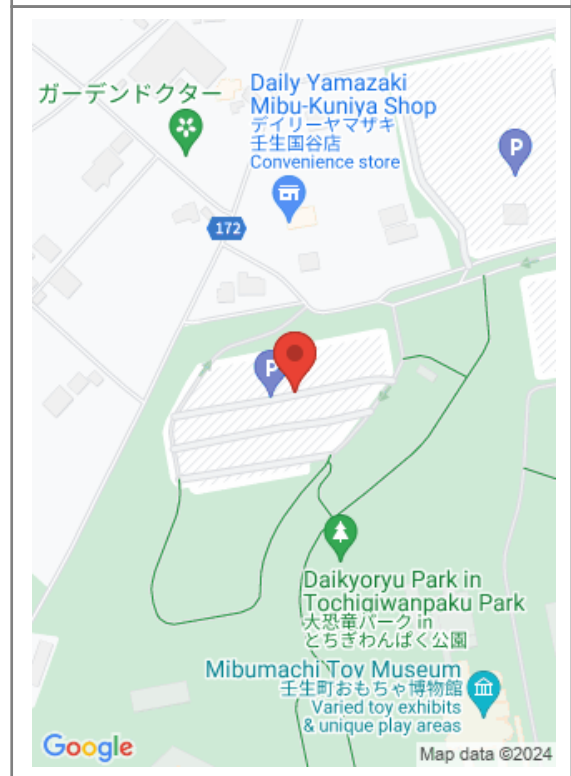 ガーデンドクター
Daily Yamazaki
Mibu-Kuniya Shop
デイリーヤマザキ
壬生国谷店
Convenience store
P
172
P
Daikyoryu Park in
Tochigiwanpaku Park
大恐竜パーク in
とちぎわんぱく公園
Mibumachi Toy Museum
壬生町おもちゃ博物館
Varied toy exhibits
& unique play areas
Google
Map data ©2024